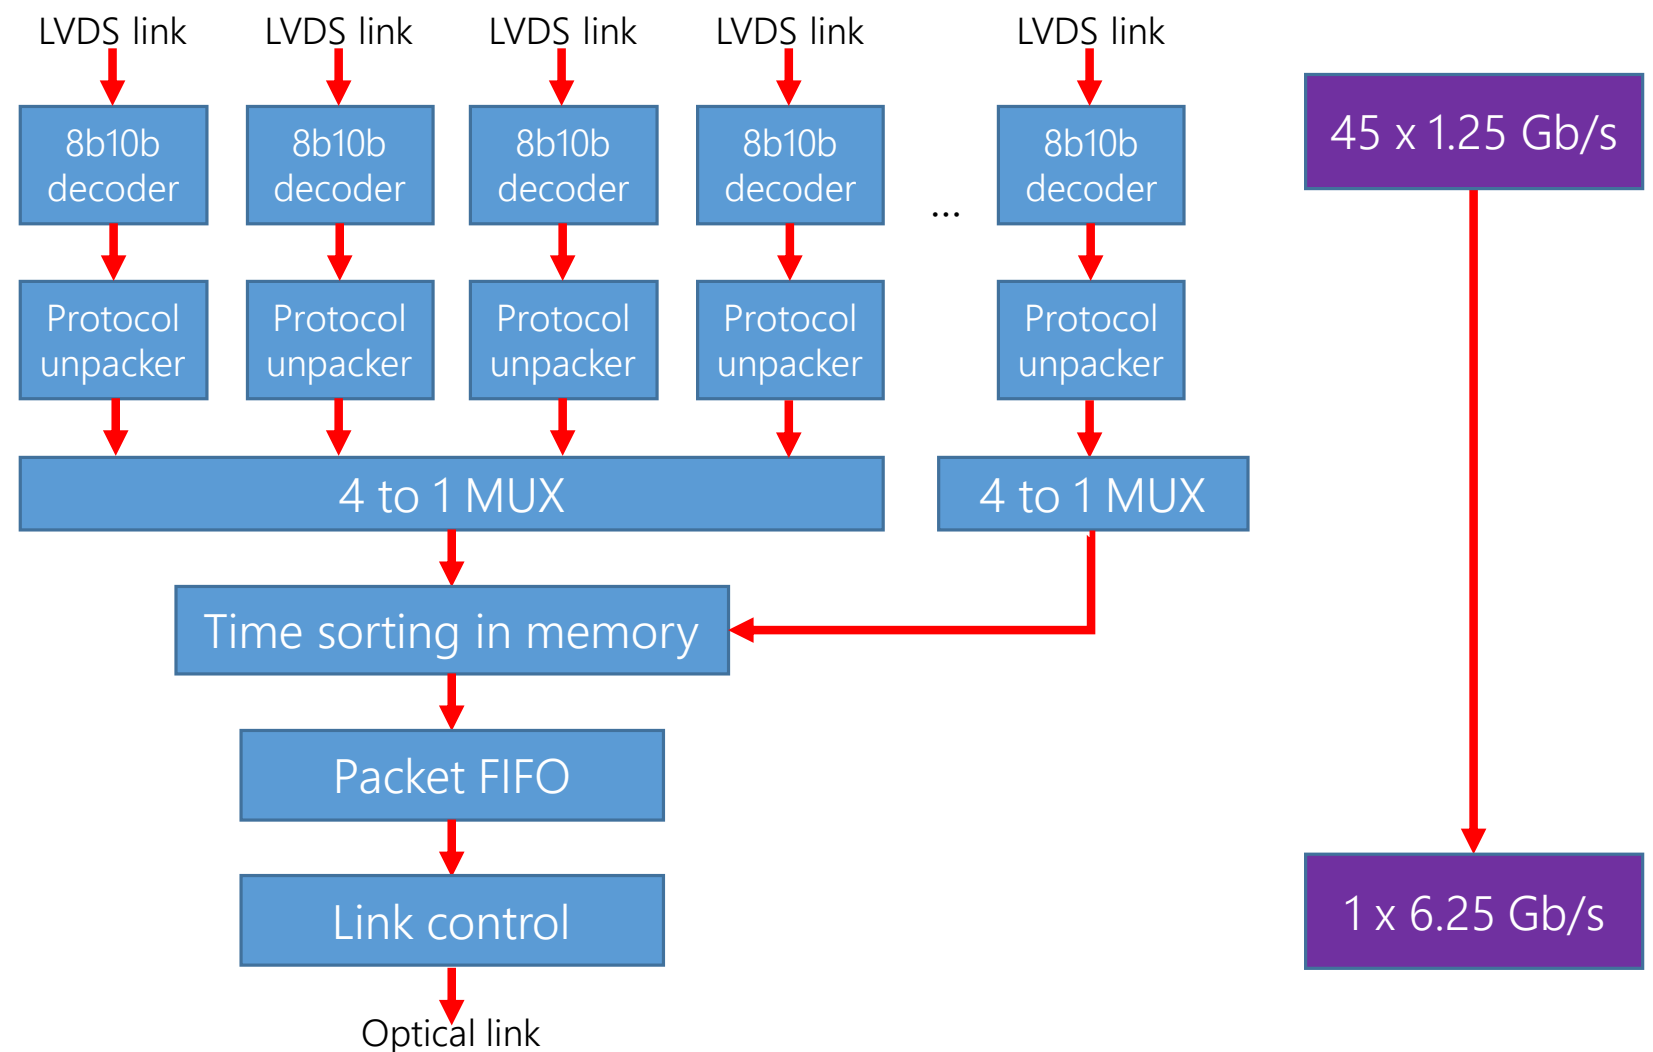 LVDS link
LVDS link
LVDS link
LVDS link
LVDS link
8b10b
decoder
8b10b
decoder
8b10b
decoder
8b10b
decoder
...
8b10b
decoder
45 x 1.25 Gb/s
Protocol
unpacker
Protocol
unpacker
Protocol
unpacker
Protocol
unpacker
Protocol
unpacker
4 to 1 MUX
4 to 1 MUX
Time sorting in memory
Packet FIFO
Link control
1 x 6.25 Gb/s
Optical link